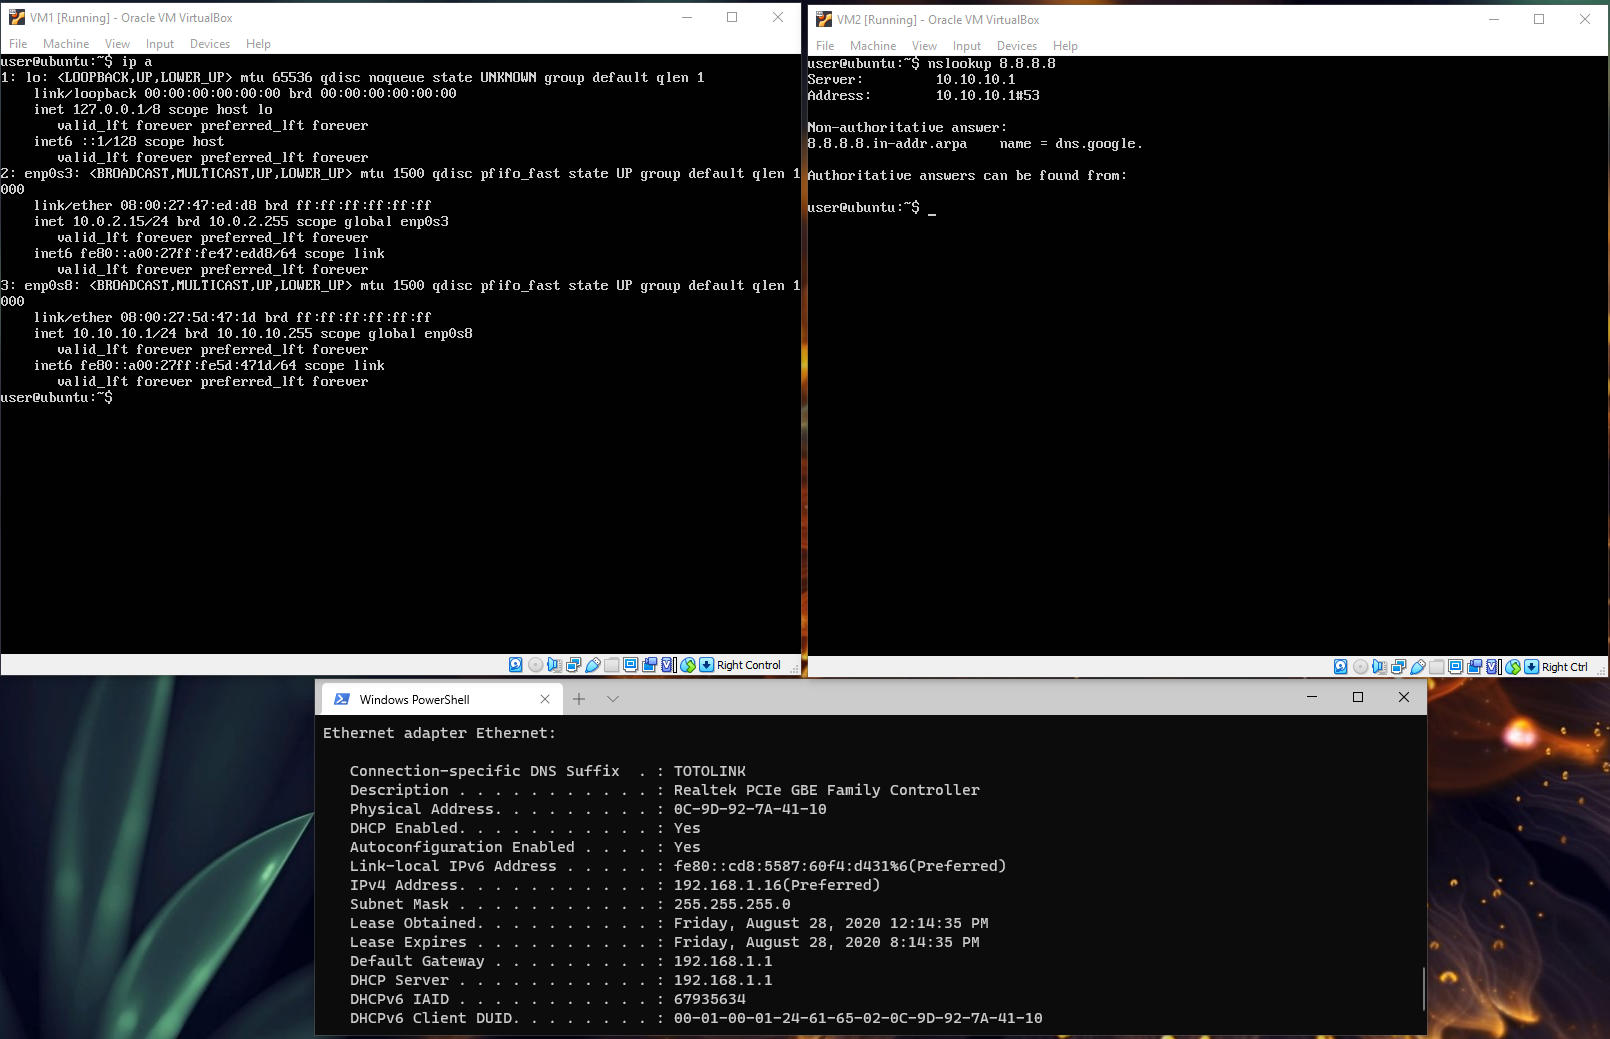 VM1 [Running] - Oracle VM VirtualBox
File Machine View Input Devices Help
user@ubuntu:~$ ip a
1: lo: <LOOPBACK,UP,LOWER_UP> mtu 65536 qdisc noqueue state UNKNOWN group default qlen 1
    link/loopback 00:00:00:00:00:00 brd 00:00:00:00:00:00
    inet 127.0.0.1/8 scope host lo
       valid_lft forever preferred_lft forever
    inet6 ::1/128 scope host
       valid_lft forever preferred_lft forever
2: enp0s3: <BROADCAST,MULTICAST,UP,LOWER_UP> mtu 1500 qdisc pfifo_fast state UP group default qlen 1
000
    link/ether 08:00:27:47:ed:d8 brd ff:ff:ff:ff:ff:ff
    inet 10.0.2.15/24 brd 10.0.2.255 scope global enp0s3
       valid_lft forever preferred_lft forever
    inet6 fe80::a00:27ff:fe47:edd8/64 scope link
       valid_lft forever preferred_lft forever
3: enp0s8: <BROADCAST,MULTICAST,UP,LOWER_UP> mtu 1500 qdisc pfifo_fast state UP group default qlen 1
000
    link/ether 08:00:27:5d:47:1d brd ff:ff:ff:ff:ff:ff
    inet 10.10.10.1/24 brd 10.10.10.255 scope global enp0s8
       valid_lft forever preferred_lft forever
    inet6 fe80::a00:27ff:fe5d:471d/64 scope link
       valid_lft forever preferred_lft forever
user@ubuntu:~$
Right Control
VM2 [Running] - Oracle VM VirtualBox
File Machine View Input Devices Help
user@ubuntu:~$ nslookup 8.8.8.8
Server:         10.10.10.1
Address:        10.10.10.1#53
Non-authoritative answer:
8.8.8.8.in-addr.arpa    name = dns.google.
Authoritative answers can be found from:
user@ubuntu:~$ _
Right Ctrl
Windows PowerShell
Ethernet adapter Ethernet:
   Connection-specific DNS Suffix  . : TOTOLINK
   Description . . . . . . . . . . . : Realtek PCIe GBE Family Controller
   Physical Address. . . . . . . . . : 0C-9D-92-7A-41-10
   DHCP Enabled. . . . . . . . . . . : Yes
   Autoconfiguration Enabled . . . . : Yes
   Link-local IPv6 Address . . . . . : fe80::cd8:5587:60f4:d431%6(Preferred)
   IPv4 Address. . . . . . . . . . . : 192.168.1.16(Preferred)
   Subnet Mask . . . . . . . . . . . : 255.255.255.0
   Lease Obtained. . . . . . . . . . : Friday, August 28, 2020 12:14:35 PM
   Lease Expires . . . . . . . . . . : Friday, August 28, 2020 8:14:35 PM
   Default Gateway . . . . . . . . . : 192.168.1.1
   DHCP Server . . . . . . . . . . . : 192.168.1.1
   DHCPv6 IAID . . . . . . . . . . . : 67935634
   DHCPv6 Client DUID. . . . . . . . : 00-01-00-01-24-61-65-02-0C-9D-92-7A-41-10